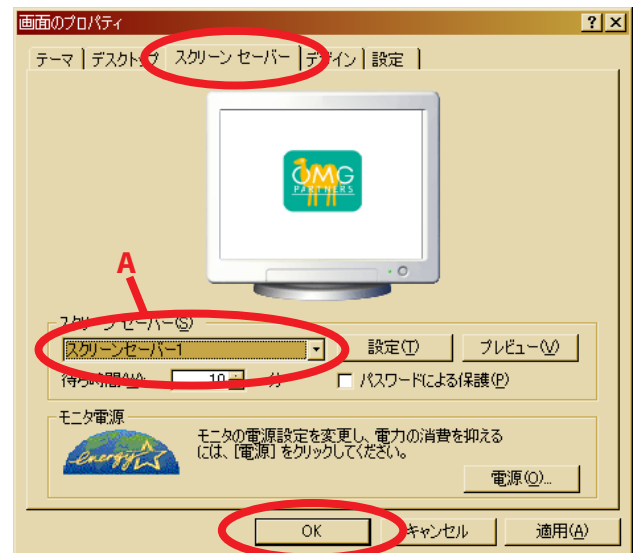 画面のプロパティ
テーマ デスクトップ スクリーン セーバー デザイン 設定
OMG
PARTNERS
A
スクリーン セーバー(S)
スクリーンセーバー1 設定(T) プレビュー(V)
待ち時間(W): 10 分 パスワードによる保護(P)
モニタ電源
energy モニタの電源設定を変更し、電力の消費を抑える
には、[電源] をクリックしてください。
電源(O)...
OK キャンセル 適用(A)